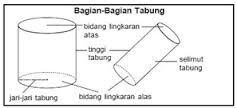 Bagian-Bagian Tabung
bidang lingkaran
atas
tinggi
tabung
selimut
tabung
jari-jari tabung
bidang lingkaran
alas